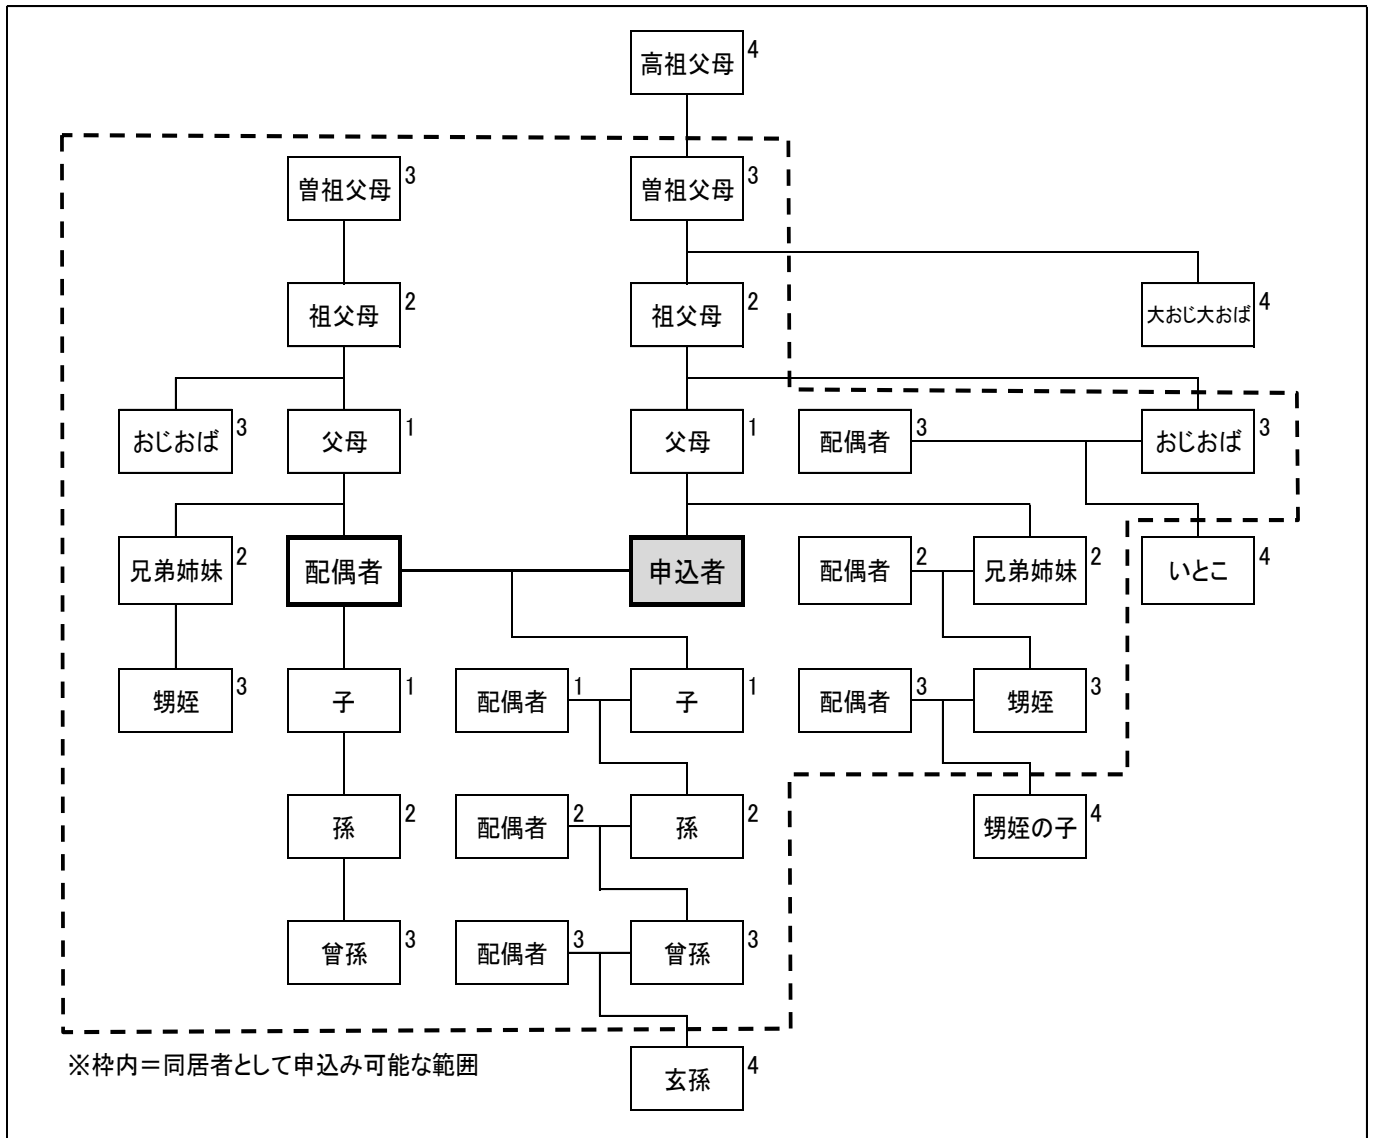 高祖父母 4
曽祖父母 3
曽祖父母 3
祖父母 2
祖父母 2
大おじ大おば 4
おじおば 3
父母 1
父母 1
配偶者 3
おじおば 3
兄弟姉妹 2
配偶者
申込者
配偶者 2
兄弟姉妹 2
いとこ 4
甥姪 3
子 1
配偶者 1
子 1
配偶者 3
甥姪 3
孫 2
配偶者 2
孫 2
甥姪の子 4
曾孫 3
配偶者 3
曾孫 3
※枠内＝同居者として申込み可能な範囲
玄孫 4